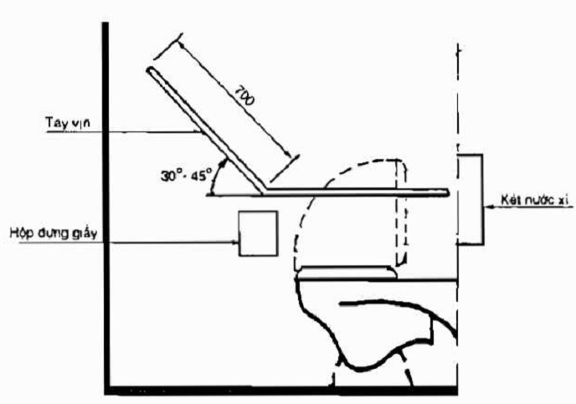 700
Tay vịn
30°- 45°
Két nước xí
Hộp đựng giấy